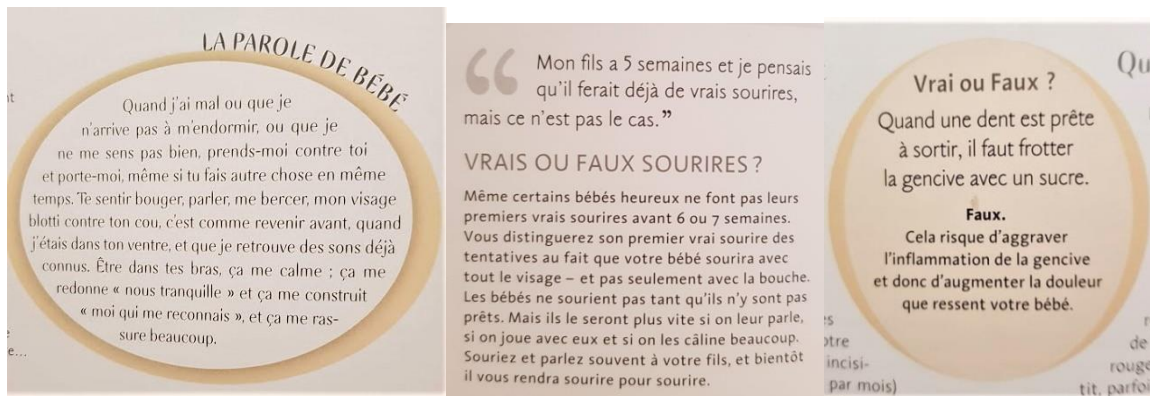 LA PAROLE DE BÉBÉ
Quand j'ai mal ou que je
n'arrive pas à m'endormir, ou que je
ne me sens pas bien, prends-moi contre toi
et porte-moi, même si tu fais autre chose en même
temps. Te sentir bouger, parler, me bercer, mon visage
blotti contre ton cou, c'est comme revenir avant, quand
j'étais dans ton ventre, et que je retrouve des sons déjà
connus. Être dans tes bras, ça me calme ; ça me
redonne « nous tranquille » et ça me construit
« moi qui me reconnais », et ça me ras-
sure beaucoup.
e...
“ Mon fils a 5 semaines et je pensais
qu'il ferait déjà de vrais sourires,
mais ce n'est pas le cas.”
VRAIS OU FAUX SOURIRES ?
Même certains bébés heureux ne font pas leurs
premiers vrais sourires avant 6 ou 7 semaines.
Vous distinguerez son premier vrai sourire des
tentatives au fait que votre bébé sourira avec
tout le visage – et pas seulement avec la bouche.
Les bébés ne sourient pas tant qu'ils n'y sont pas
prêts. Mais ils le seront plus vite si on leur parle,
si on joue avec eux et si on les câline beaucoup.
Souriez et parlez souvent à votre fils, et bientôt
il vous rendra sourire pour sourire.
Qu
Vrai ou Faux ?
Quand une dent est prête
à sortir, il faut frotter
la gencive avec un sucre.
Faux.
Cela risque d'aggraver
l'inflammation de la gencive
et donc d'augmenter la douleur
que ressent votre bébé.
incisi-
par mois)
de
rouge
tit, parfoi